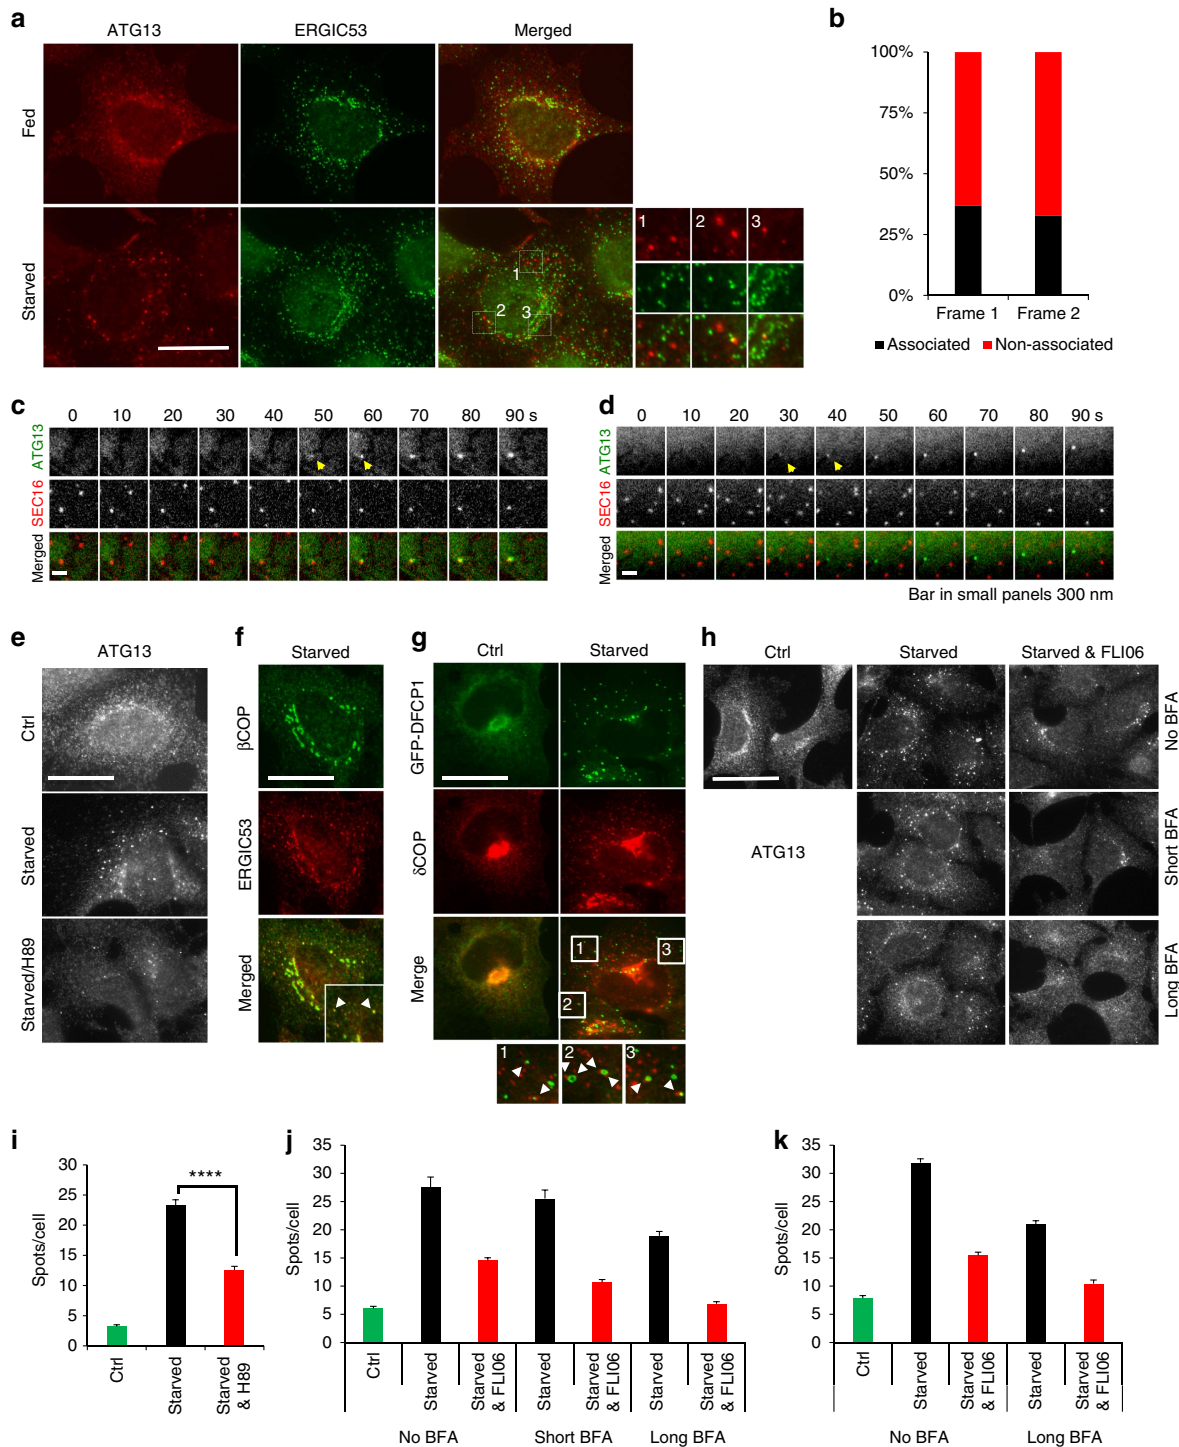 a
ATG13 ERGIC53 Merged
Fed
Starved
1
2
3
1 2 3
b
100%
75%
50%
25%
0%
Frame 1 Frame 2
Associated Non-associated
c
0 10 20 30 40 50 60 70 80 90 s
ATG13
SEC16
Merged
d
0 10 20 30 40 50 60 70 80 90 s
ATG13
SEC16
Merged
Bar in small panels 300 nm
e
ATG13
Ctrl
Starved
Starved/H89
f
Starved
βCOP
ERGIC53
Merged
g
Ctrl Starved
GFP-DFCP1
δCOP
Merge
1
3
2
1 2 3
h
Ctrl Starved Starved & FLI06
No BFA
ATG13
Short BFA
Long BFA
i
Spots/cell
30
25
20
15
10
5
0
****
Ctrl
Starved
Starved & H89
j
Spots/cell
35
30
25
20
15
10
5
0
Ctrl
Starved
Starved & FLI06
Starved
Starved & FLI06
Starved
Starved & FLI06
No BFA Short BFA Long BFA
k
Spots/cell
35
30
25
20
15
10
5
0
Ctrl
Starved
Starved & FLI06
Starved
Starved & FLI06
No BFA Long BFA